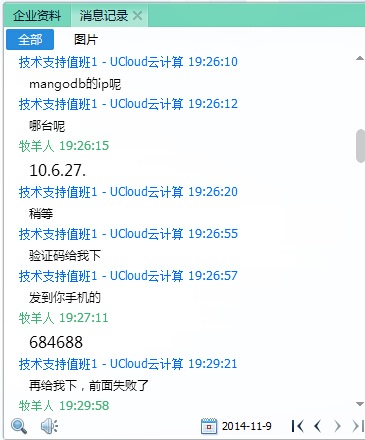 企业资料 消息记录
全部 图片
技术支持值班1 - UCloud云计算 19:26:10
mangodb的ip呢
技术支持值班1 - UCloud云计算 19:26:12
哪台呢
牧羊人 19:26:15
10.6.27.
技术支持值班1 - UCloud云计算 19:26:20
稍等
技术支持值班1 - UCloud云计算 19:26:55
验证码给我下
技术支持值班1 - UCloud云计算 19:26:57
发到你手机的
牧羊人 19:27:11
684688
技术支持值班1 - UCloud云计算 19:29:21
再给我下，前面失败了
牧羊人 19:29:58
2014-11-9